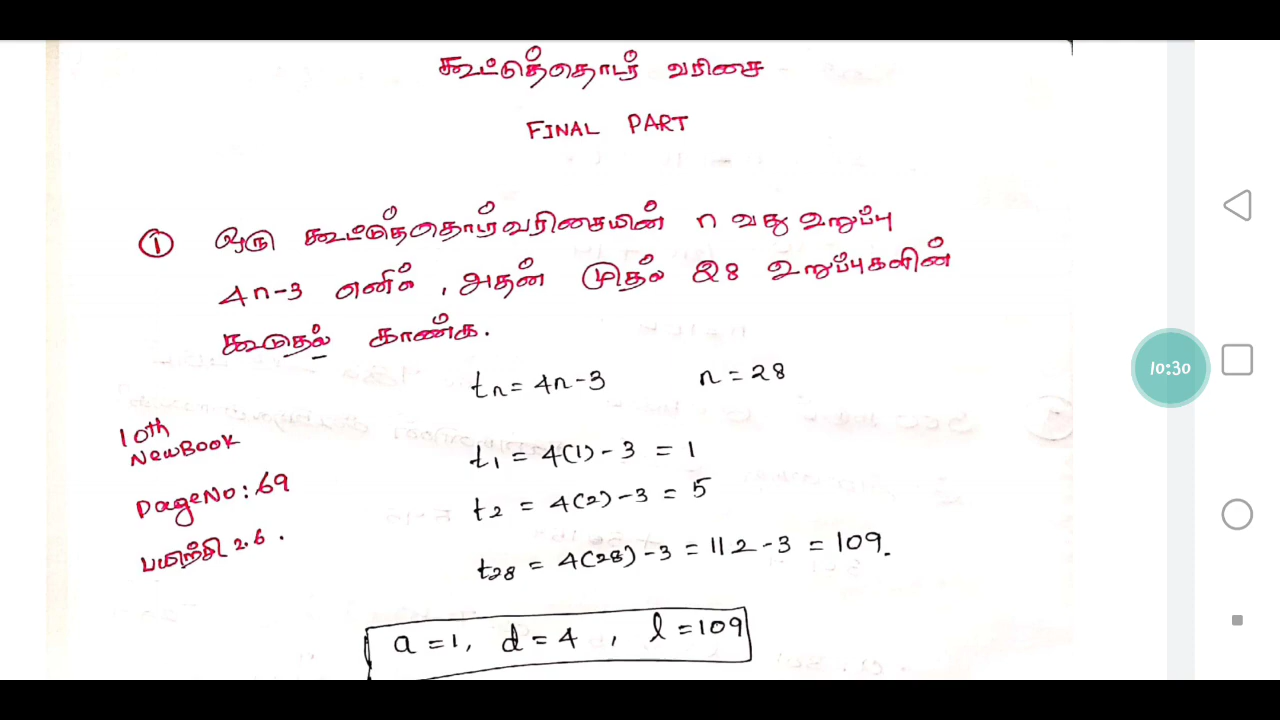 கூட்டுத்தொடர் வரிசை
FINAL PART
① ஒரு கூட்டுத்தொடர்வரிசையின் n வது உறுப்பு
4n-3 எனில் , அதன் முதல் 28 உறுப்புகளின்
கூடுதல் காண்க.
tn = 4n-3 n = 28
10th
NewBook
t1 = 4(1) - 3 = 1
PageNo: 69
t2 = 4(2) - 3 = 5
பயிற்சி 2.6 .
t28 = 4(28) - 3 = 112 - 3 = 109.
a = 1, d = 4 , l = 109
10:30